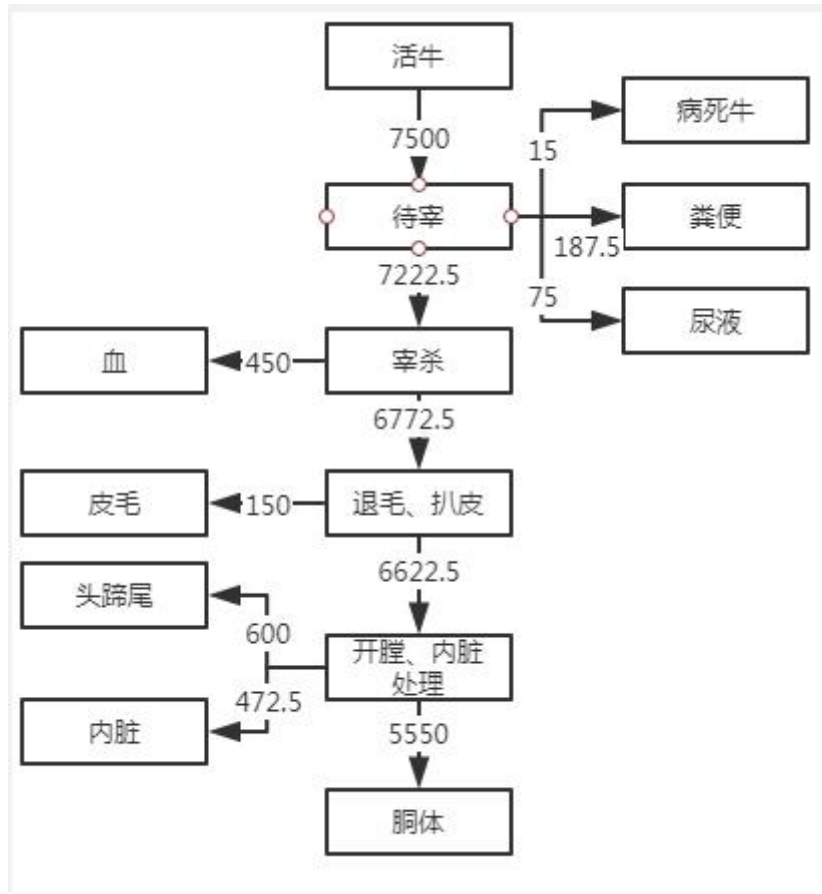 活牛
7500
病死牛
15
待宰
粪便
187.5
7222.5
75
尿液
血
450
宰杀
6772.5
皮毛
150
退毛、扒皮
6622.5
头蹄尾
600
开膛、内脏
处理
472.5
内脏
5550
胴体